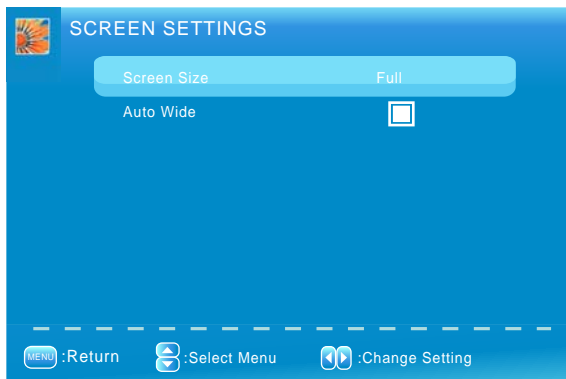 SCREEN SETTINGS
Screen Size Full
Auto Wide
MENU :Return :Select Menu :Change Setting